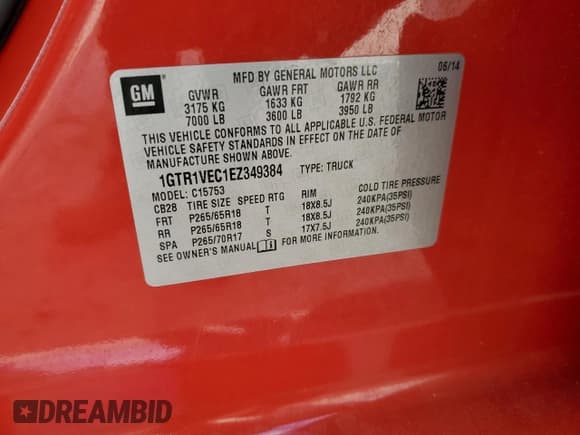 GM
MFD BY GENERAL MOTORS LLC
06/14
GVWR GAWR FRT GAWR RR
3175 KG 1633 KG 1792 KG
7000 LB 3600 LB 3950 LB
THIS VEHICLE CONFORMS TO ALL APPLICABLE U.S. FEDERAL MOTOR
VEHICLE SAFETY STANDARDS IN EFFECT ON THE DATE OF
MANUFACTURE SHOWN ABOVE.
1GTR1VEC1EZ349384 TYPE: TRUCK
MODEL: C15753
CB28 TIRE SIZE SPEED RTG RIM COLD TIRE PRESSURE
FRT P265/65R18 T 18X8.5J 240KPA(35PSI)
RR P265/65R18 T 18X8.5J 240KPA(35PSI)
SPA P265/70R17 S 17X7.5J 240KPA(35PSI)
SEE OWNER'S MANUAL FOR MORE INFORMATION.
DREAMBID